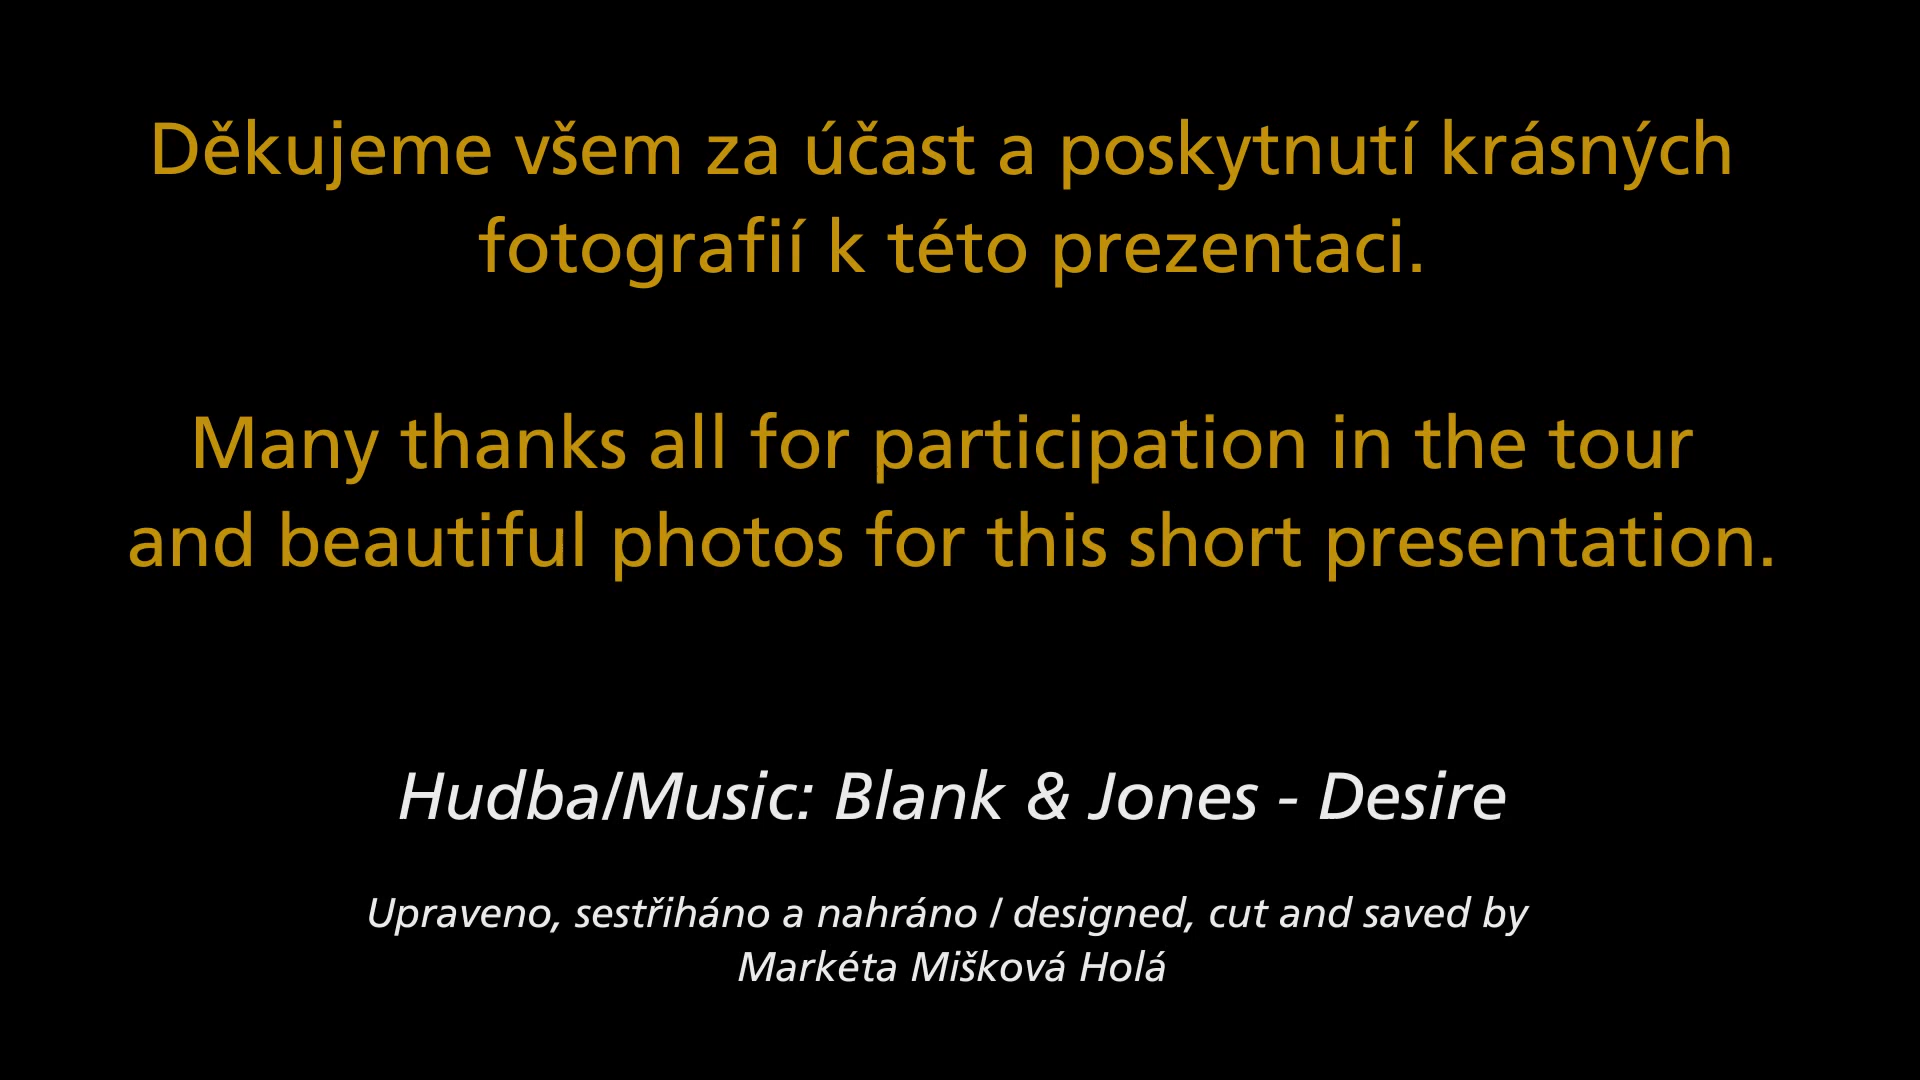 Děkujeme všem za účast a poskytnutí krásných
fotografií k této prezentaci.
Many thanks all for participation in the tour
and beautiful photos for this short presentation.
Hudba/Music: Blank & Jones - Desire
Upraveno, sestřiháno a nahráno / designed, cut and saved by
Markéta Mišková Holá